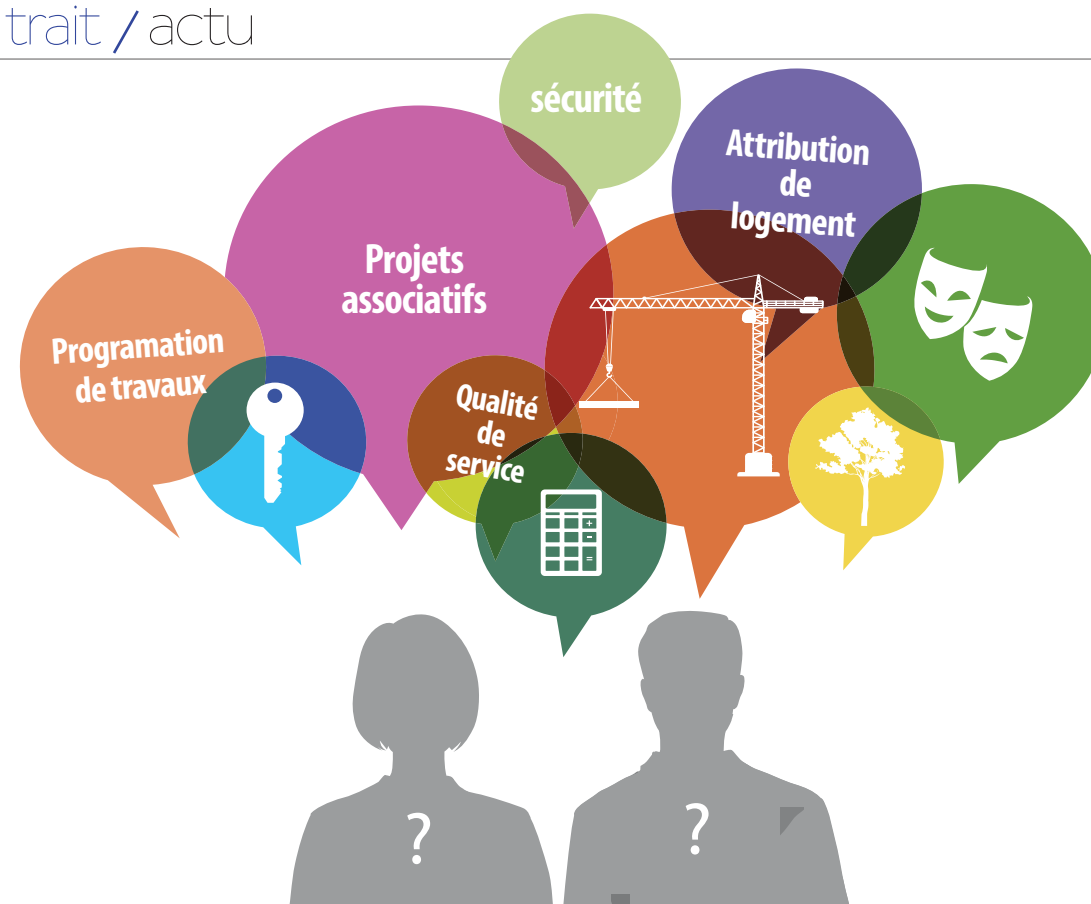 trait / actu
sécurité
Attribution
de
logement
Projets
associatifs
Programation
de travaux
Qualité
de
service
+
-
=
?
?